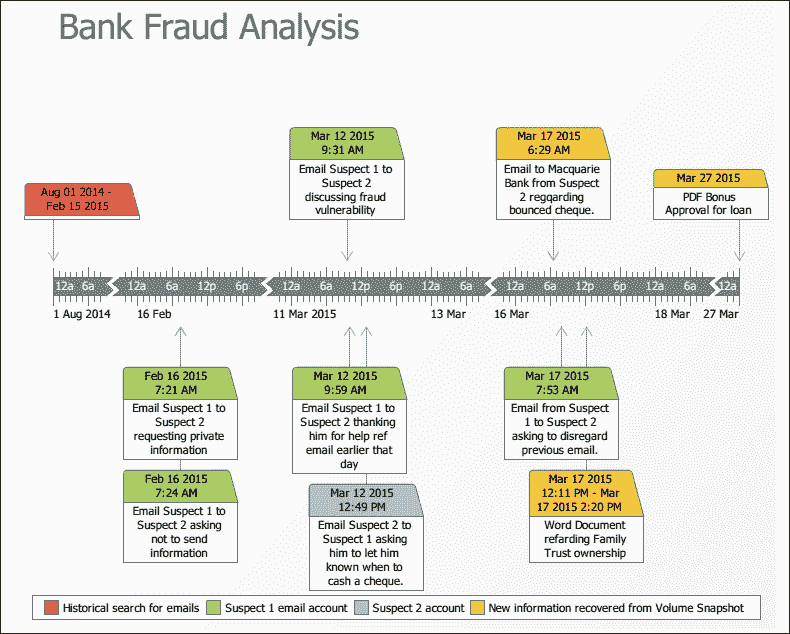 Bank Fraud Analysis
Mar 12 2015
9:31 AM
Email Suspect 1 to
Suspect 2
discussing fraud
vulnerability
Mar 17 2015
6:29 AM
Email to Macquarie
Bank from Suspect
2 reggarding
bounced cheque.
Mar 27 2015
PDF Bonus
Approval for loan
Aug 01 2014 -
Feb 15 2015
12a 6a 12a 6a 12p 6p 12a 6a 12p 6p 12a 6a 12p 6p 12a 6a 12p 6p 12a 6a 12p 6p 12a
1 Aug 2014 16 Feb 11 Mar 2015 13 Mar 16 Mar 18 Mar 27 Mar
Feb 16 2015
7:21 AM
Email Suspect 1 to
Suspect 2
requesting private
information
Feb 16 2015
7:24 AM
Email Suspect 1 to
Suspect 2 asking
not to send
information
Mar 12 2015
9:59 AM
Email Suspect 1 to
Suspect 2 thanking
him for help ref
email earlier that
day
Mar 12 2015
12:49 PM
Email Suspect 2 to
Suspect 1 asking
him to let him
known when to
cash a cheque.
Mar 17 2015
7:53 AM
Email from Suspect
1 to Suspect 2
asking to disregard
previous email.
Mar 17 2015
12:11 PM - Mar
17 2015 2:20 PM
Word Document
refarding Family
Trust ownership
Historical search for emails Suspect 1 email account Suspect 2 account New information recovered from Volume Snapshot